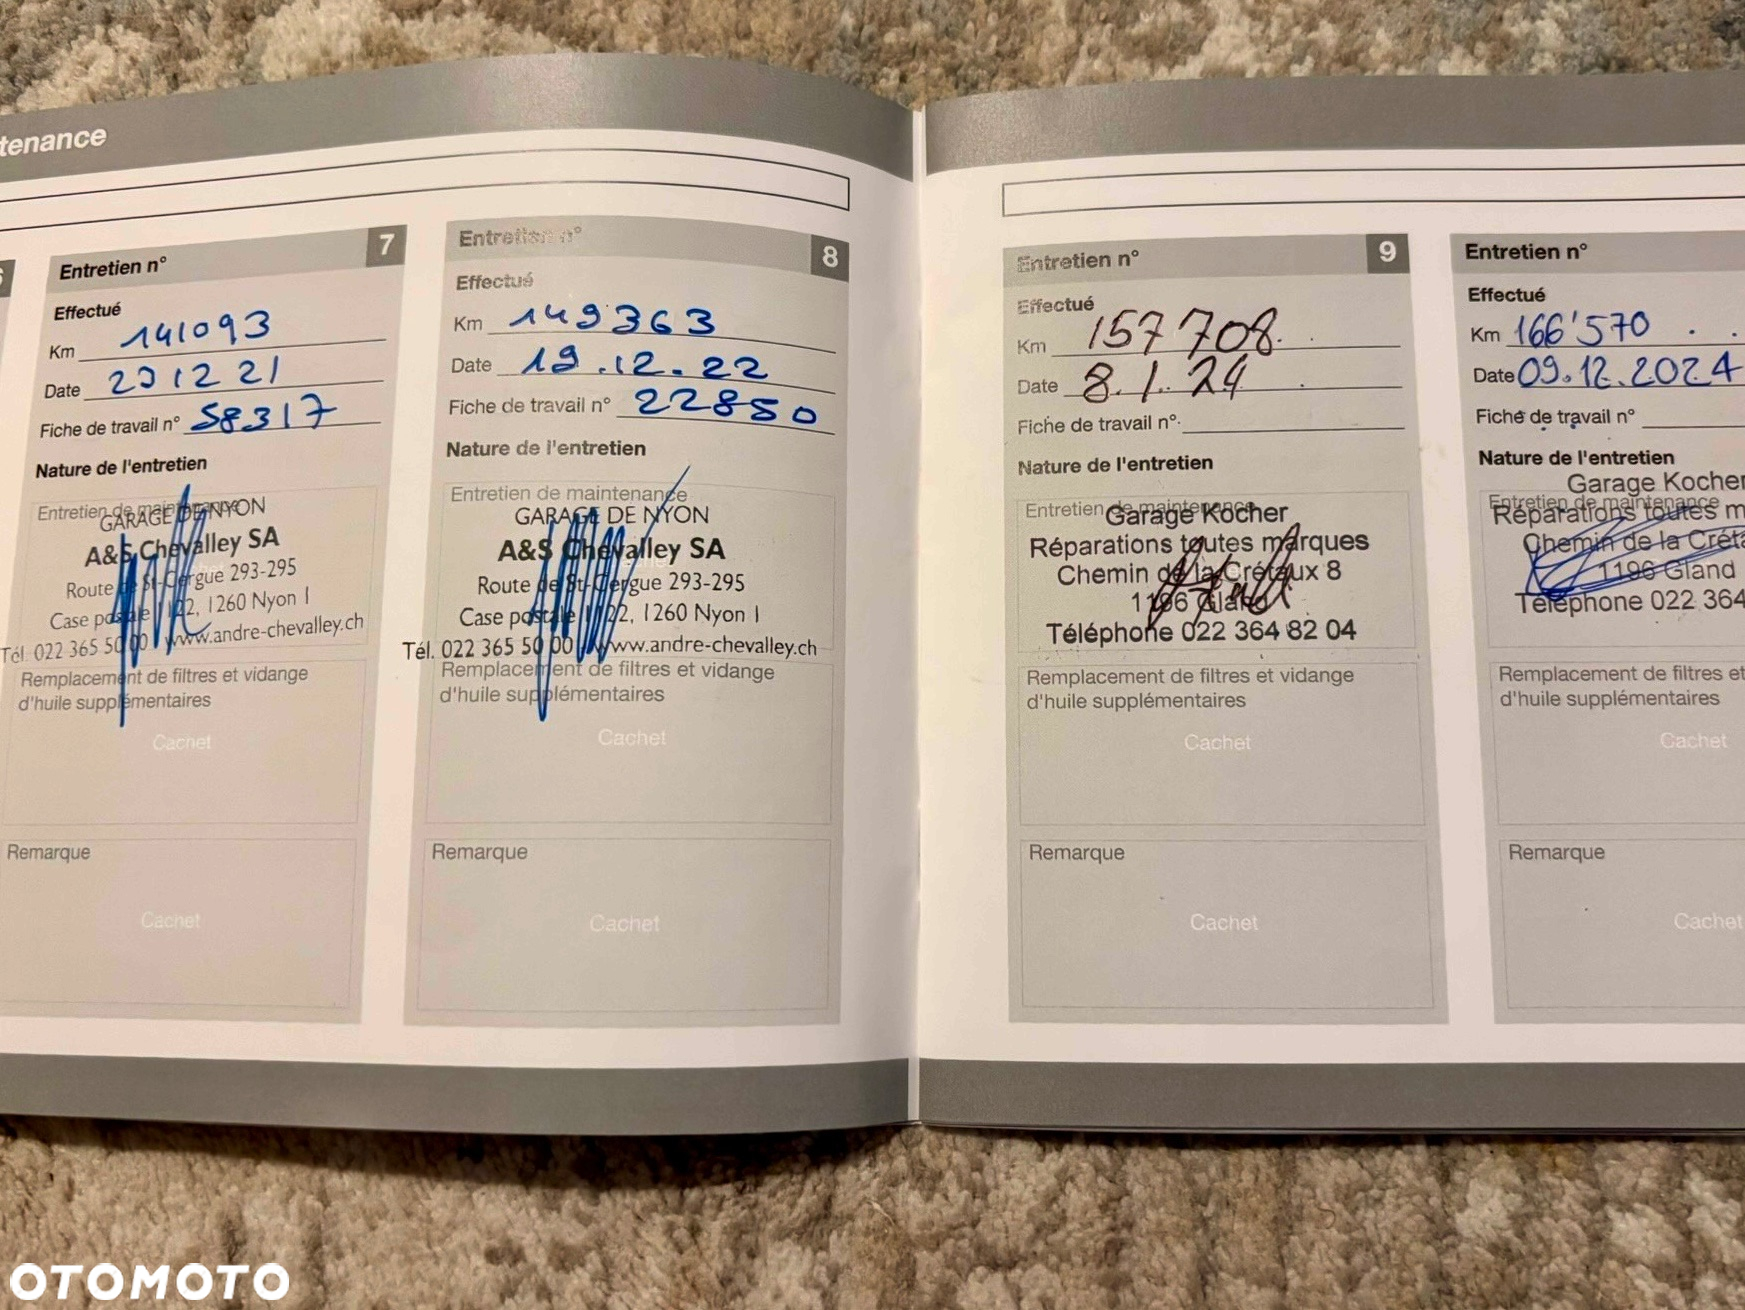 tenance
7
Entretien n°
Effectué
Km 141093
Date 20 12 21
Fiche de travail n° 58317
Nature de l'entretien
Entretien de maintenance
GARAGE DE NYON
A&S Chevalley SA
Route de St-Cergue 293-295
Case postale 1122, 1260 Nyon 1
Tél. 022 365 50 00 www.andre-chevalley.ch
Remplacement de filtres et vidange
d'huile supplémentaires
Cachet
Remarque
Cachet
8
Entretien n°
Effectué
Km 149363
Date 19.12.22
Fiche de travail n° 22850
Nature de l'entretien
Entretien de maintenance
GARAGE DE NYON
A&S Chevalley SA
Route de St-Cergue 293-295
Case postale 1122, 1260 Nyon 1
Tél. 022 365 50 00 www.andre-chevalley.ch
Remplacement de filtres et vidange
d'huile supplémentaires
Cachet
Remarque
Cachet
9
Entretien n°
Effectué
Km 157708
Date 8.1.24
Fiche de travail n°
Nature de l'entretien
Entretien de maintenance
Garage Kocher
Réparations toutes marques
Chemin de la Crétaux 8
1196 Gland
Téléphone 022 364 82 04
Remplacement de filtres et vidange
d'huile supplémentaires
Cachet
Remarque
Cachet
Entretien n°
Effectué
Km 166'570
Date 09.12.2024
Fiche de travail n°
Nature de l'entretien
Garage Kocher
Entretien de maintenance
Réparations toutes m
Chemin de la Créta
1196 Gland
Téléphone 022 364
Remplacement de filtres et
d'huile supplémentaires
Cachet
Remarque
Cachet
OTOMOTO